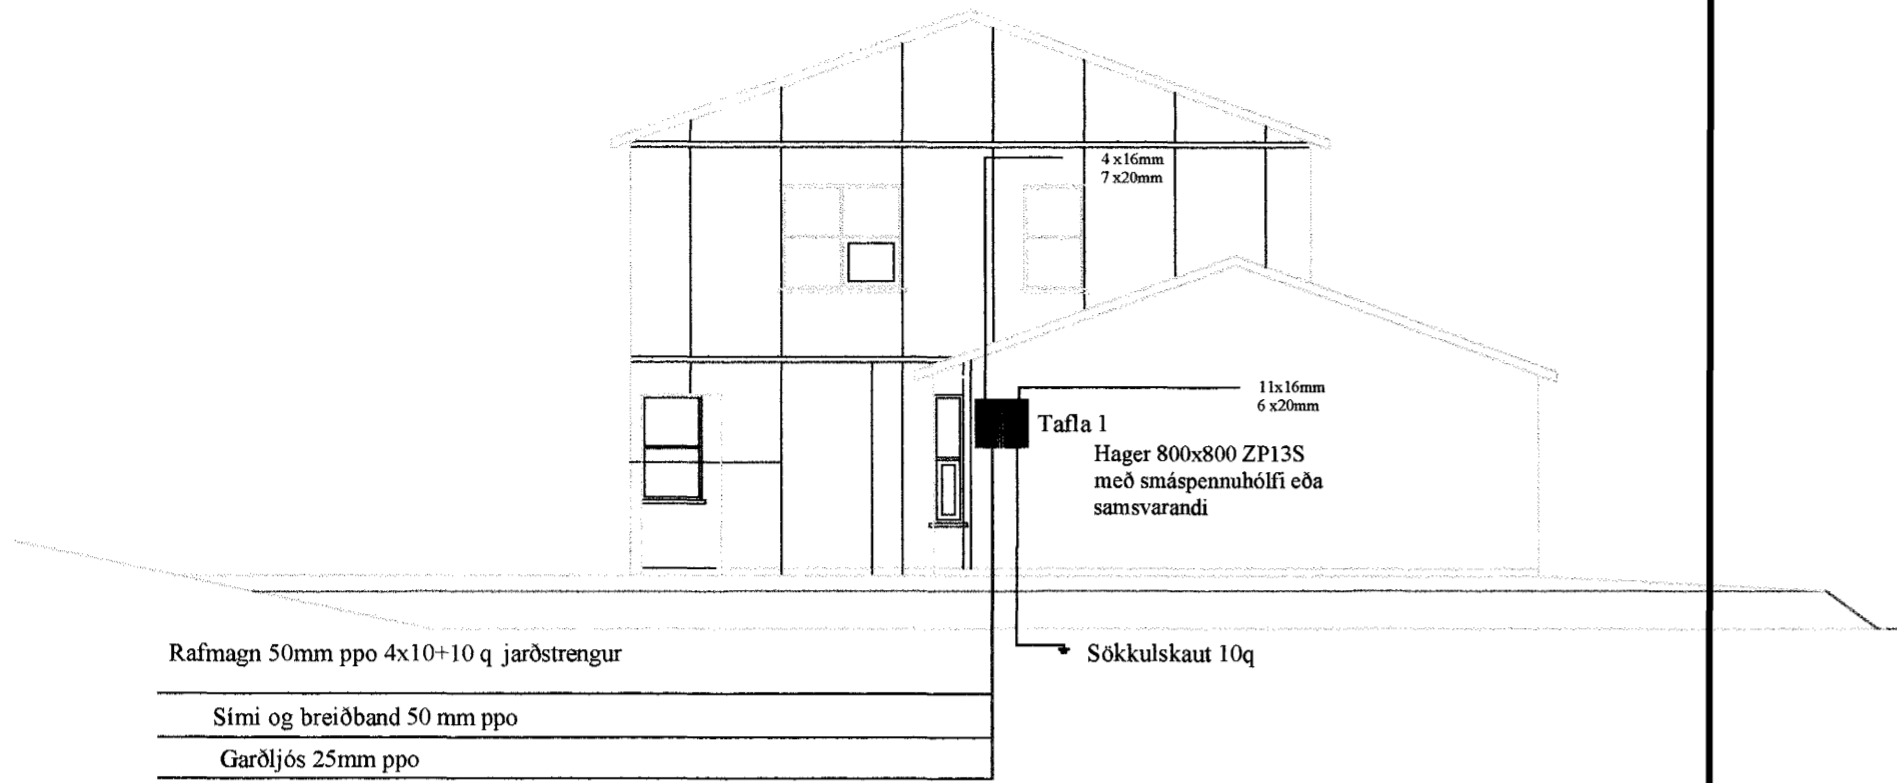 4 x16mm
7 x20mm
11x16mm
6 x20mm
Tafla 1
Hager 800x800 ZP13S
með smáspennuhólfi eða
samsvarandi
Rafmagn 50mm ppo 4x10+10 q jarðstrengur
Sökkulskaut 10q
Sími og breiðband 50 mm ppo
Garðljós 25mm ppo